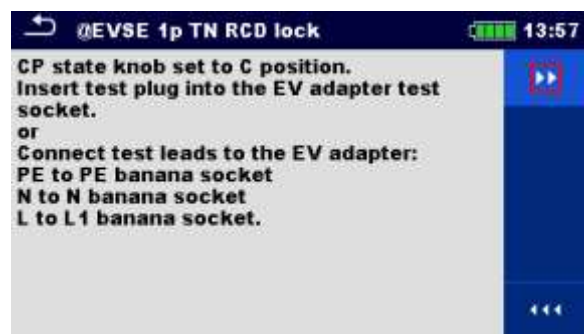 @EVSE 1p TN RCD lock
13:57
CP state knob set to C position.
Insert test plug into the EV adapter test
socket.
or
Connect test leads to the EV adapter:
PE to PE banana socket
N to N banana socket
L to L1 banana socket.